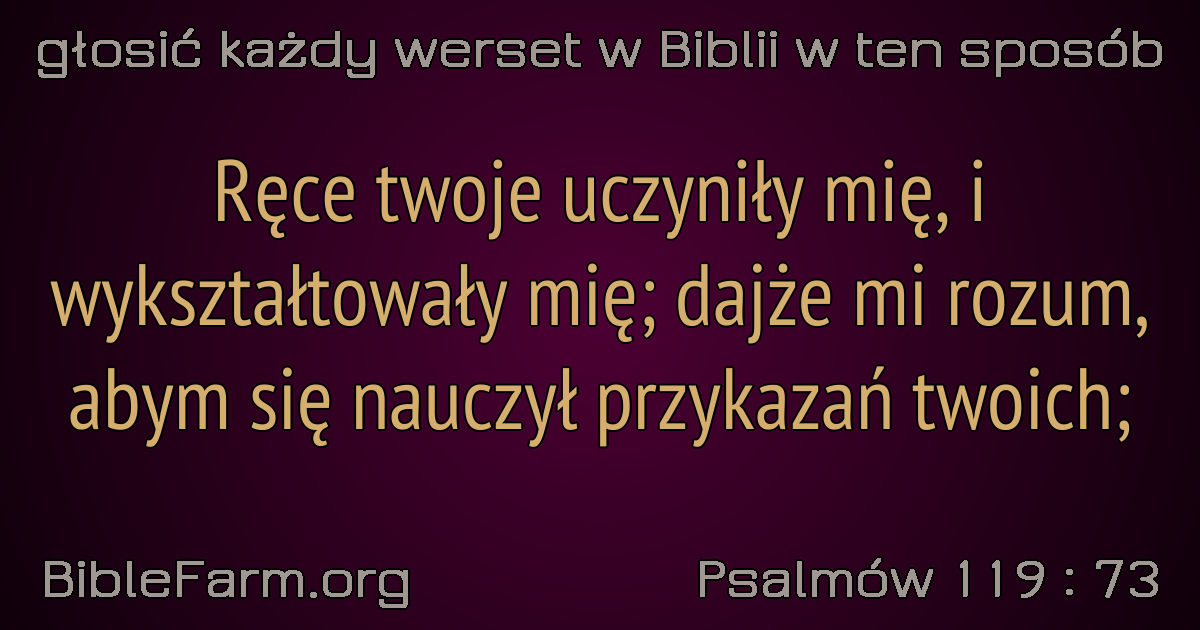 głosić każdy werset w Biblii w ten sposób
Ręce twoje uczyniły mię, i
wykształtowały mię; dajże mi rozum,
abym się nauczył przykazań twoich;
BibleFarm.org
Psalmów 119 : 73